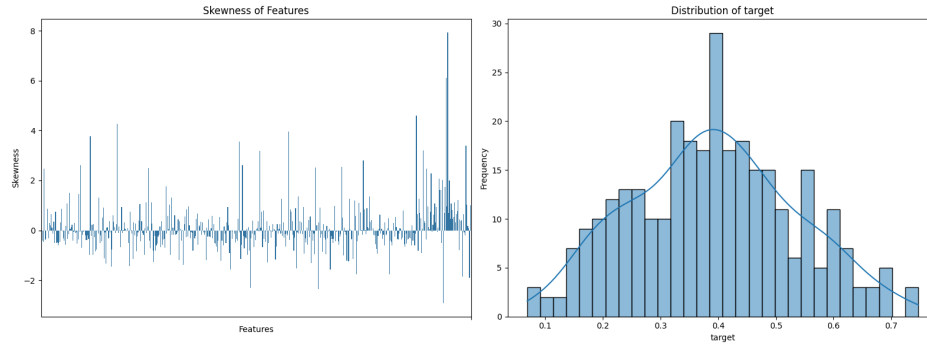 Skewness of Features
8
6
4
2
0
−2
Skewness
Features
Distribution of target
30
25
20
15
10
5
0
Frequency
0.1 0.2 0.3 0.4 0.5 0.6 0.7
target